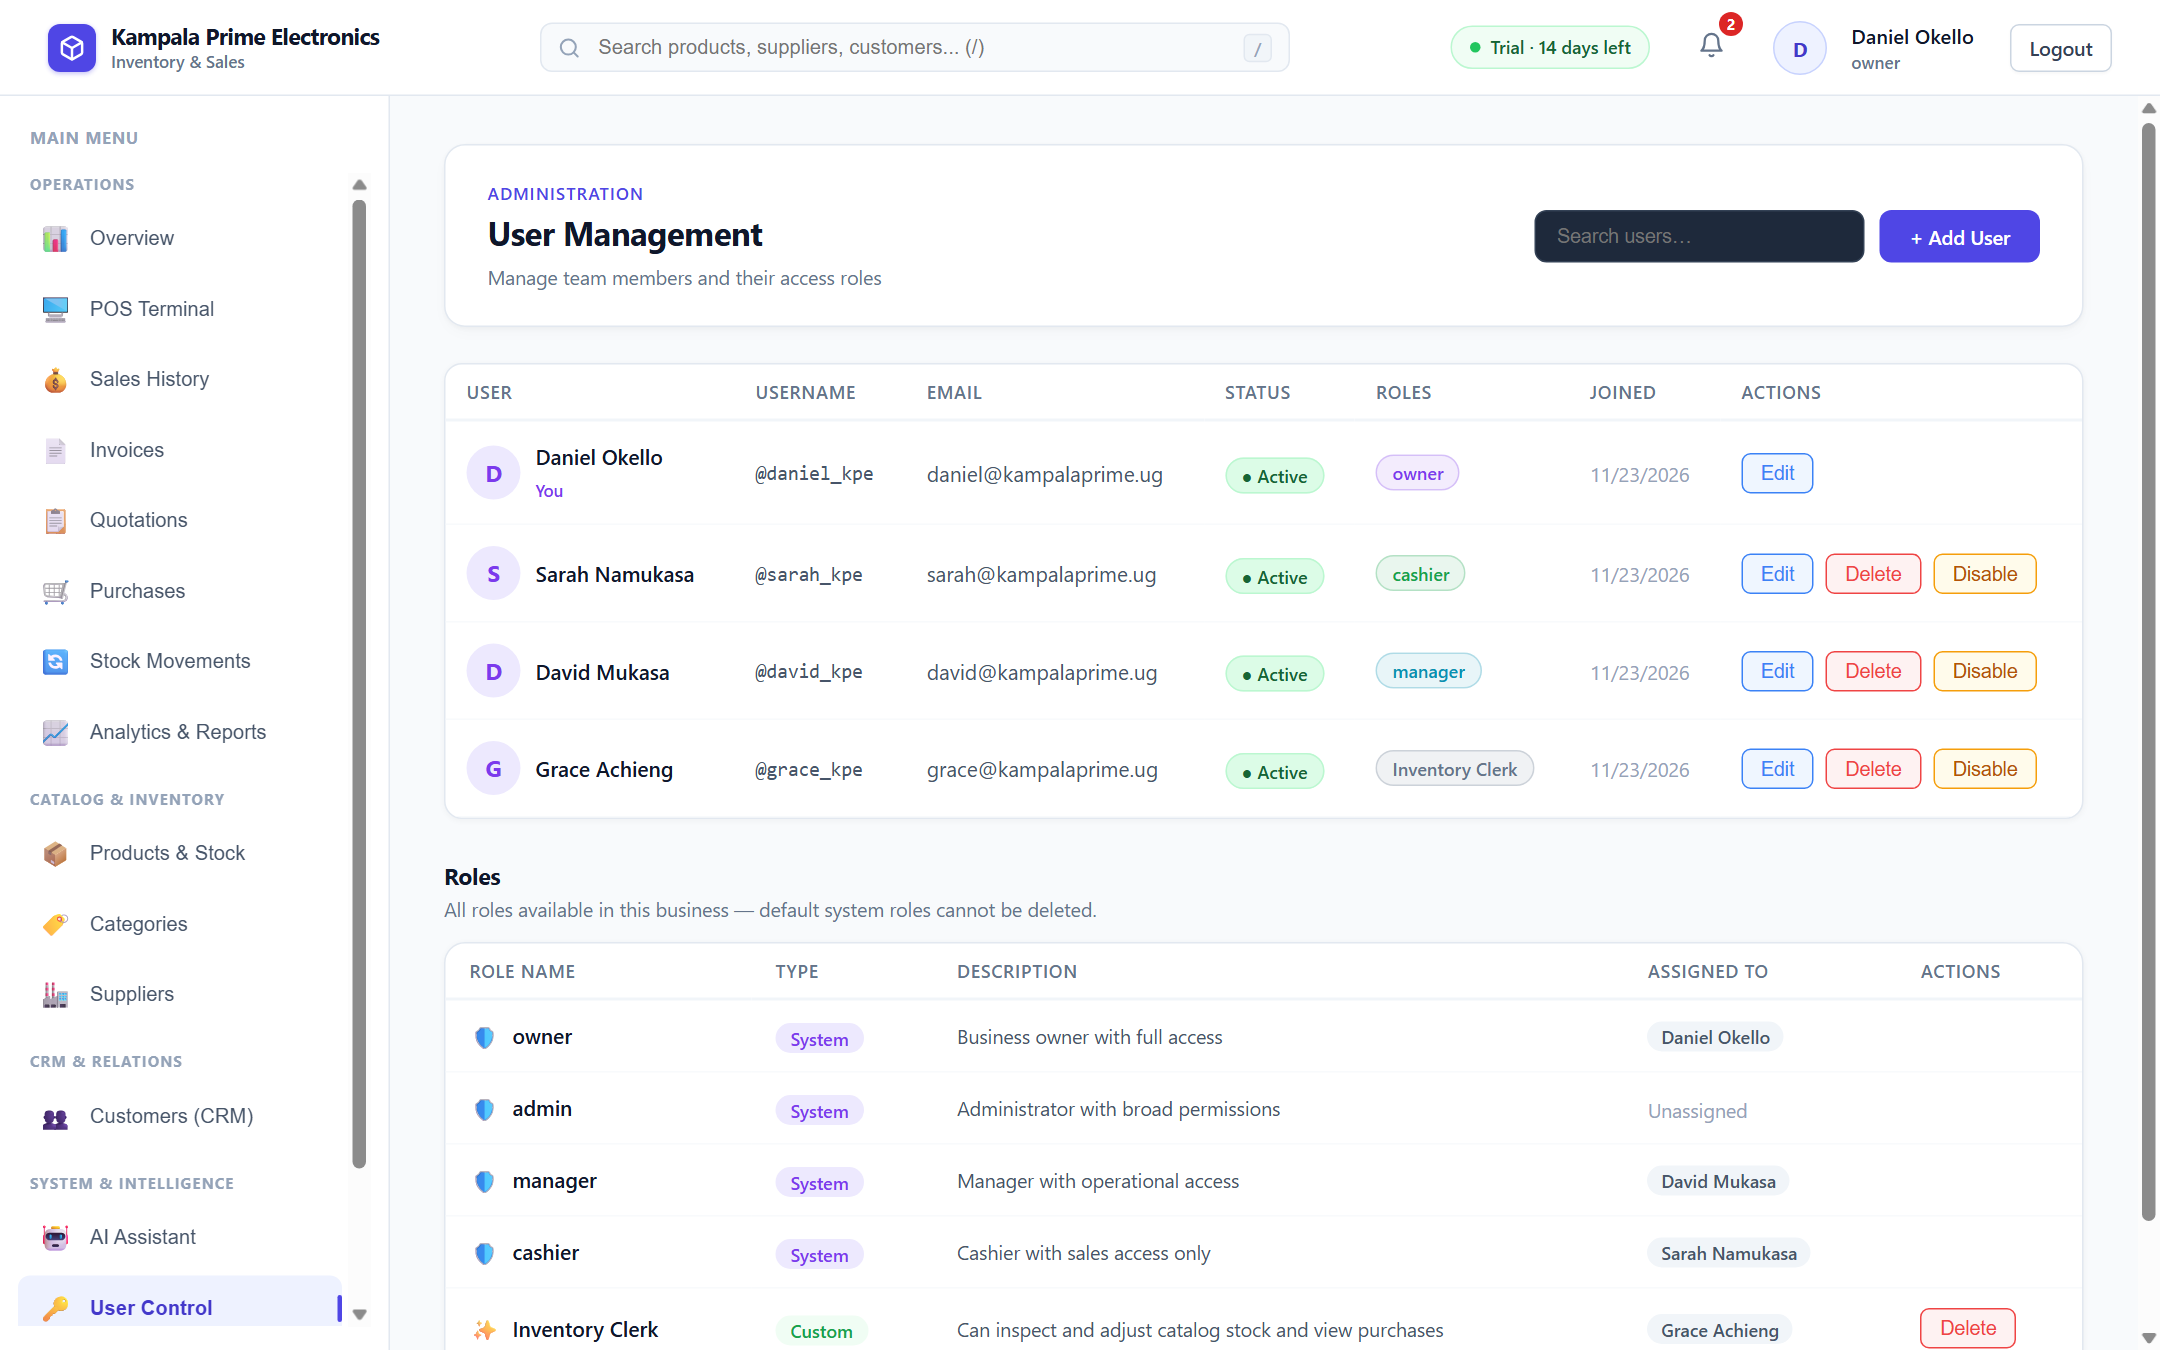 Kampala Prime Electronics
Inventory & Sales
Search products, suppliers, customers... (/)
/
Trial · 14 days left
2
D
Daniel Okello
owner
Logout
MAIN MENU
OPERATIONS
Overview
POS Terminal
Sales History
Invoices
Quotations
Purchases
Stock Movements
Analytics & Reports
CATALOG & INVENTORY
Products & Stock
Categories
Suppliers
CRM & RELATIONS
Customers (CRM)
SYSTEM & INTELLIGENCE
AI Assistant
User Control
ADMINISTRATION
User Management
Manage team members and their access roles
Search users...
+ Add User
USER USERNAME EMAIL STATUS ROLES JOINED ACTIONS
D Daniel Okello You @daniel_kpe daniel@kampalaprime.ug Active owner 11/23/2026 Edit
S Sarah Namukasa @sarah_kpe sarah@kampalaprime.ug Active cashier 11/23/2026 Edit Delete Disable
D David Mukasa @david_kpe david@kampalaprime.ug Active manager 11/23/2026 Edit Delete Disable
G Grace Achieng @grace_kpe grace@kampalaprime.ug Active Inventory Clerk 11/23/2026 Edit Delete Disable
Roles
All roles available in this business — default system roles cannot be deleted.
ROLE NAME TYPE DESCRIPTION ASSIGNED TO ACTIONS
owner System Business owner with full access Daniel Okello
admin System Administrator with broad permissions Unassigned
manager System Manager with operational access David Mukasa
cashier System Cashier with sales access only Sarah Namukasa
Inventory Clerk Custom Can inspect and adjust catalog stock and view purchases Grace Achieng Delete